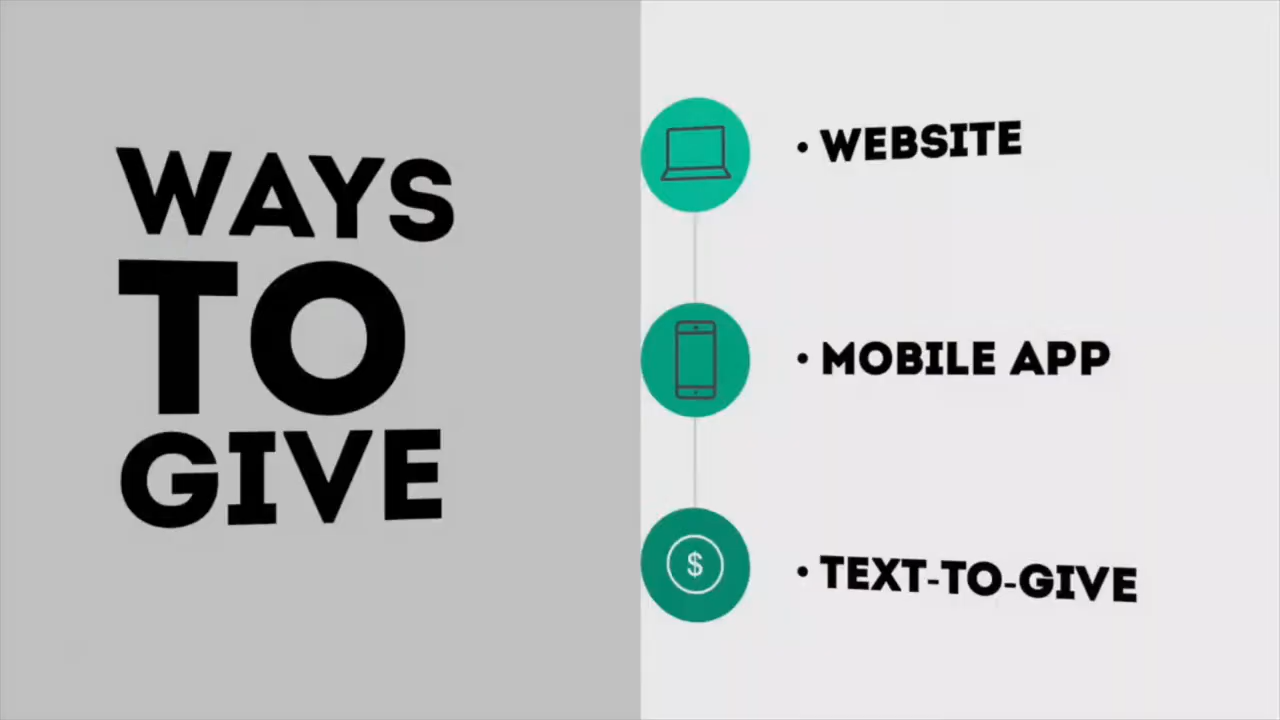 WAYS
TO
GIVE
• WEBSITE
• MOBILE APP
$
• TEXT-TO-GIVE